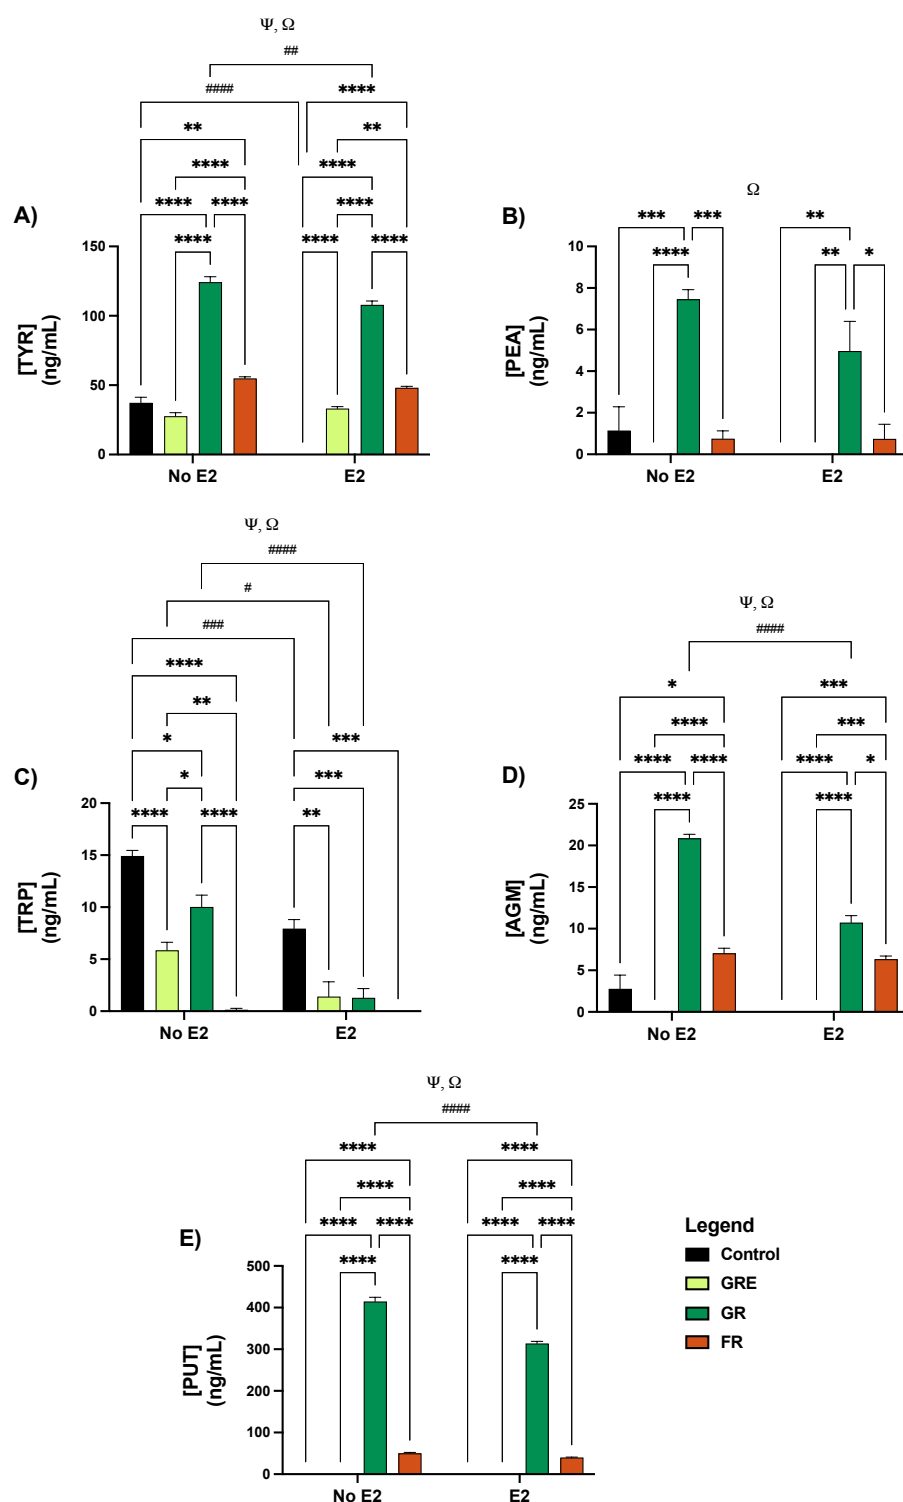 Ψ, Ω
##
####
****
**
**
****
****
****
****
****
****
****
****
A)
150
100
50
0
[TYR]
(ng/mL)
No E2
E2
Ω
***
***
**
****
**
*
B)
10
8
6
4
2
0
[PEA]
(ng/mL)
No E2
E2
Ψ, Ω
####
#
###
****
**
*
***
*
***
****
****
**
C)
20
15
10
5
0
[TRP]
(ng/mL)
No E2
E2
Ψ, Ω
####
*
***
****
***
****
****
****
*
****
****
D)
25
20
15
10
5
0
[AGM]
(ng/mL)
No E2
E2
Ψ, Ω
####
****
****
****
****
****
****
****
****
****
****
E)
500
400
300
200
100
0
[PUT]
(ng/mL)
No E2
E2
Legend
Control
GRE
GR
FR